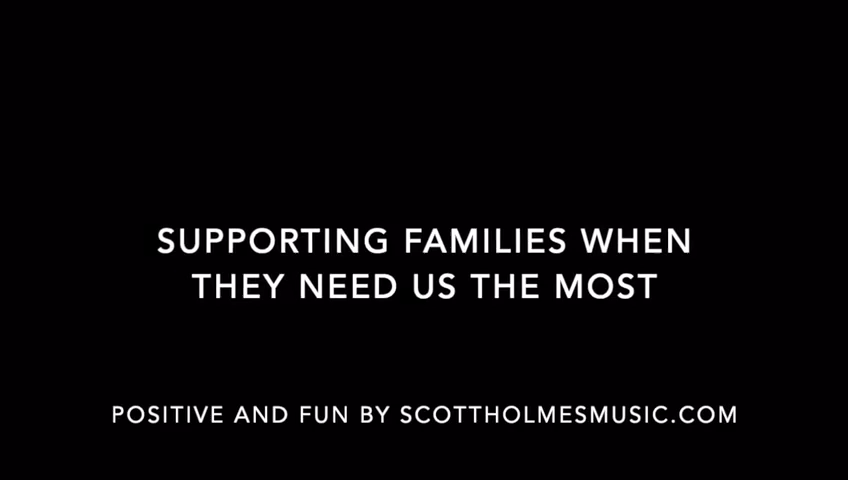 SUPPORTING FAMILIES WHEN
THEY NEED US THE MOST
POSITIVE AND FUN BY SCOTTHOLMESMUSIC.COM